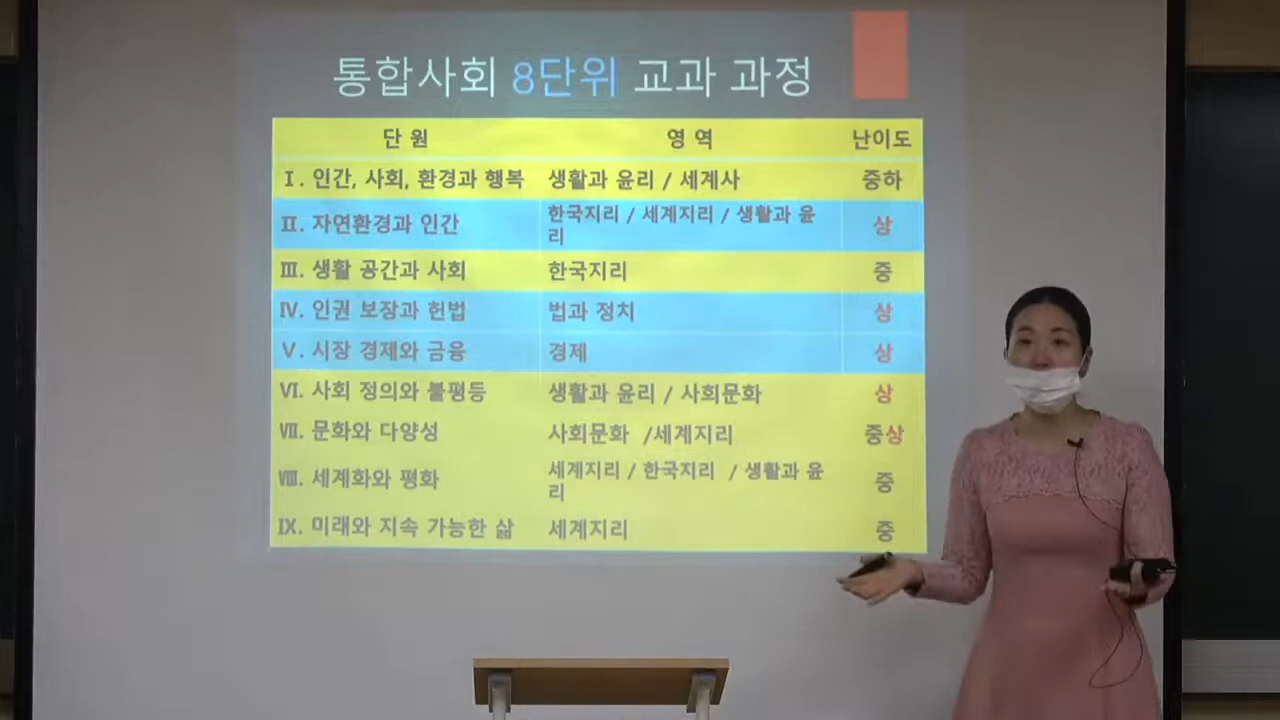 통합사회 8단위 교과 과정
단 원 영 역 난이도
Ⅰ. 인간, 사회, 환경과 행복 생활과 윤리 / 세계사 중하
Ⅱ. 자연환경과 인간 한국지리 / 세계지리 / 생활과 윤
리 상
Ⅲ. 생활 공간과 사회 한국지리 중
Ⅳ. 인권 보장과 헌법 법과 정치 상
Ⅴ. 시장 경제와 금융 경제 상
Ⅵ. 사회 정의와 불평등 생활과 윤리 / 사회문화 상
Ⅶ. 문화와 다양성 사회문화 /세계지리 중상
Ⅷ. 세계화와 평화 세계지리 / 한국지리 / 생활과 윤
리 중
Ⅸ. 미래와 지속 가능한 삶 세계지리 중